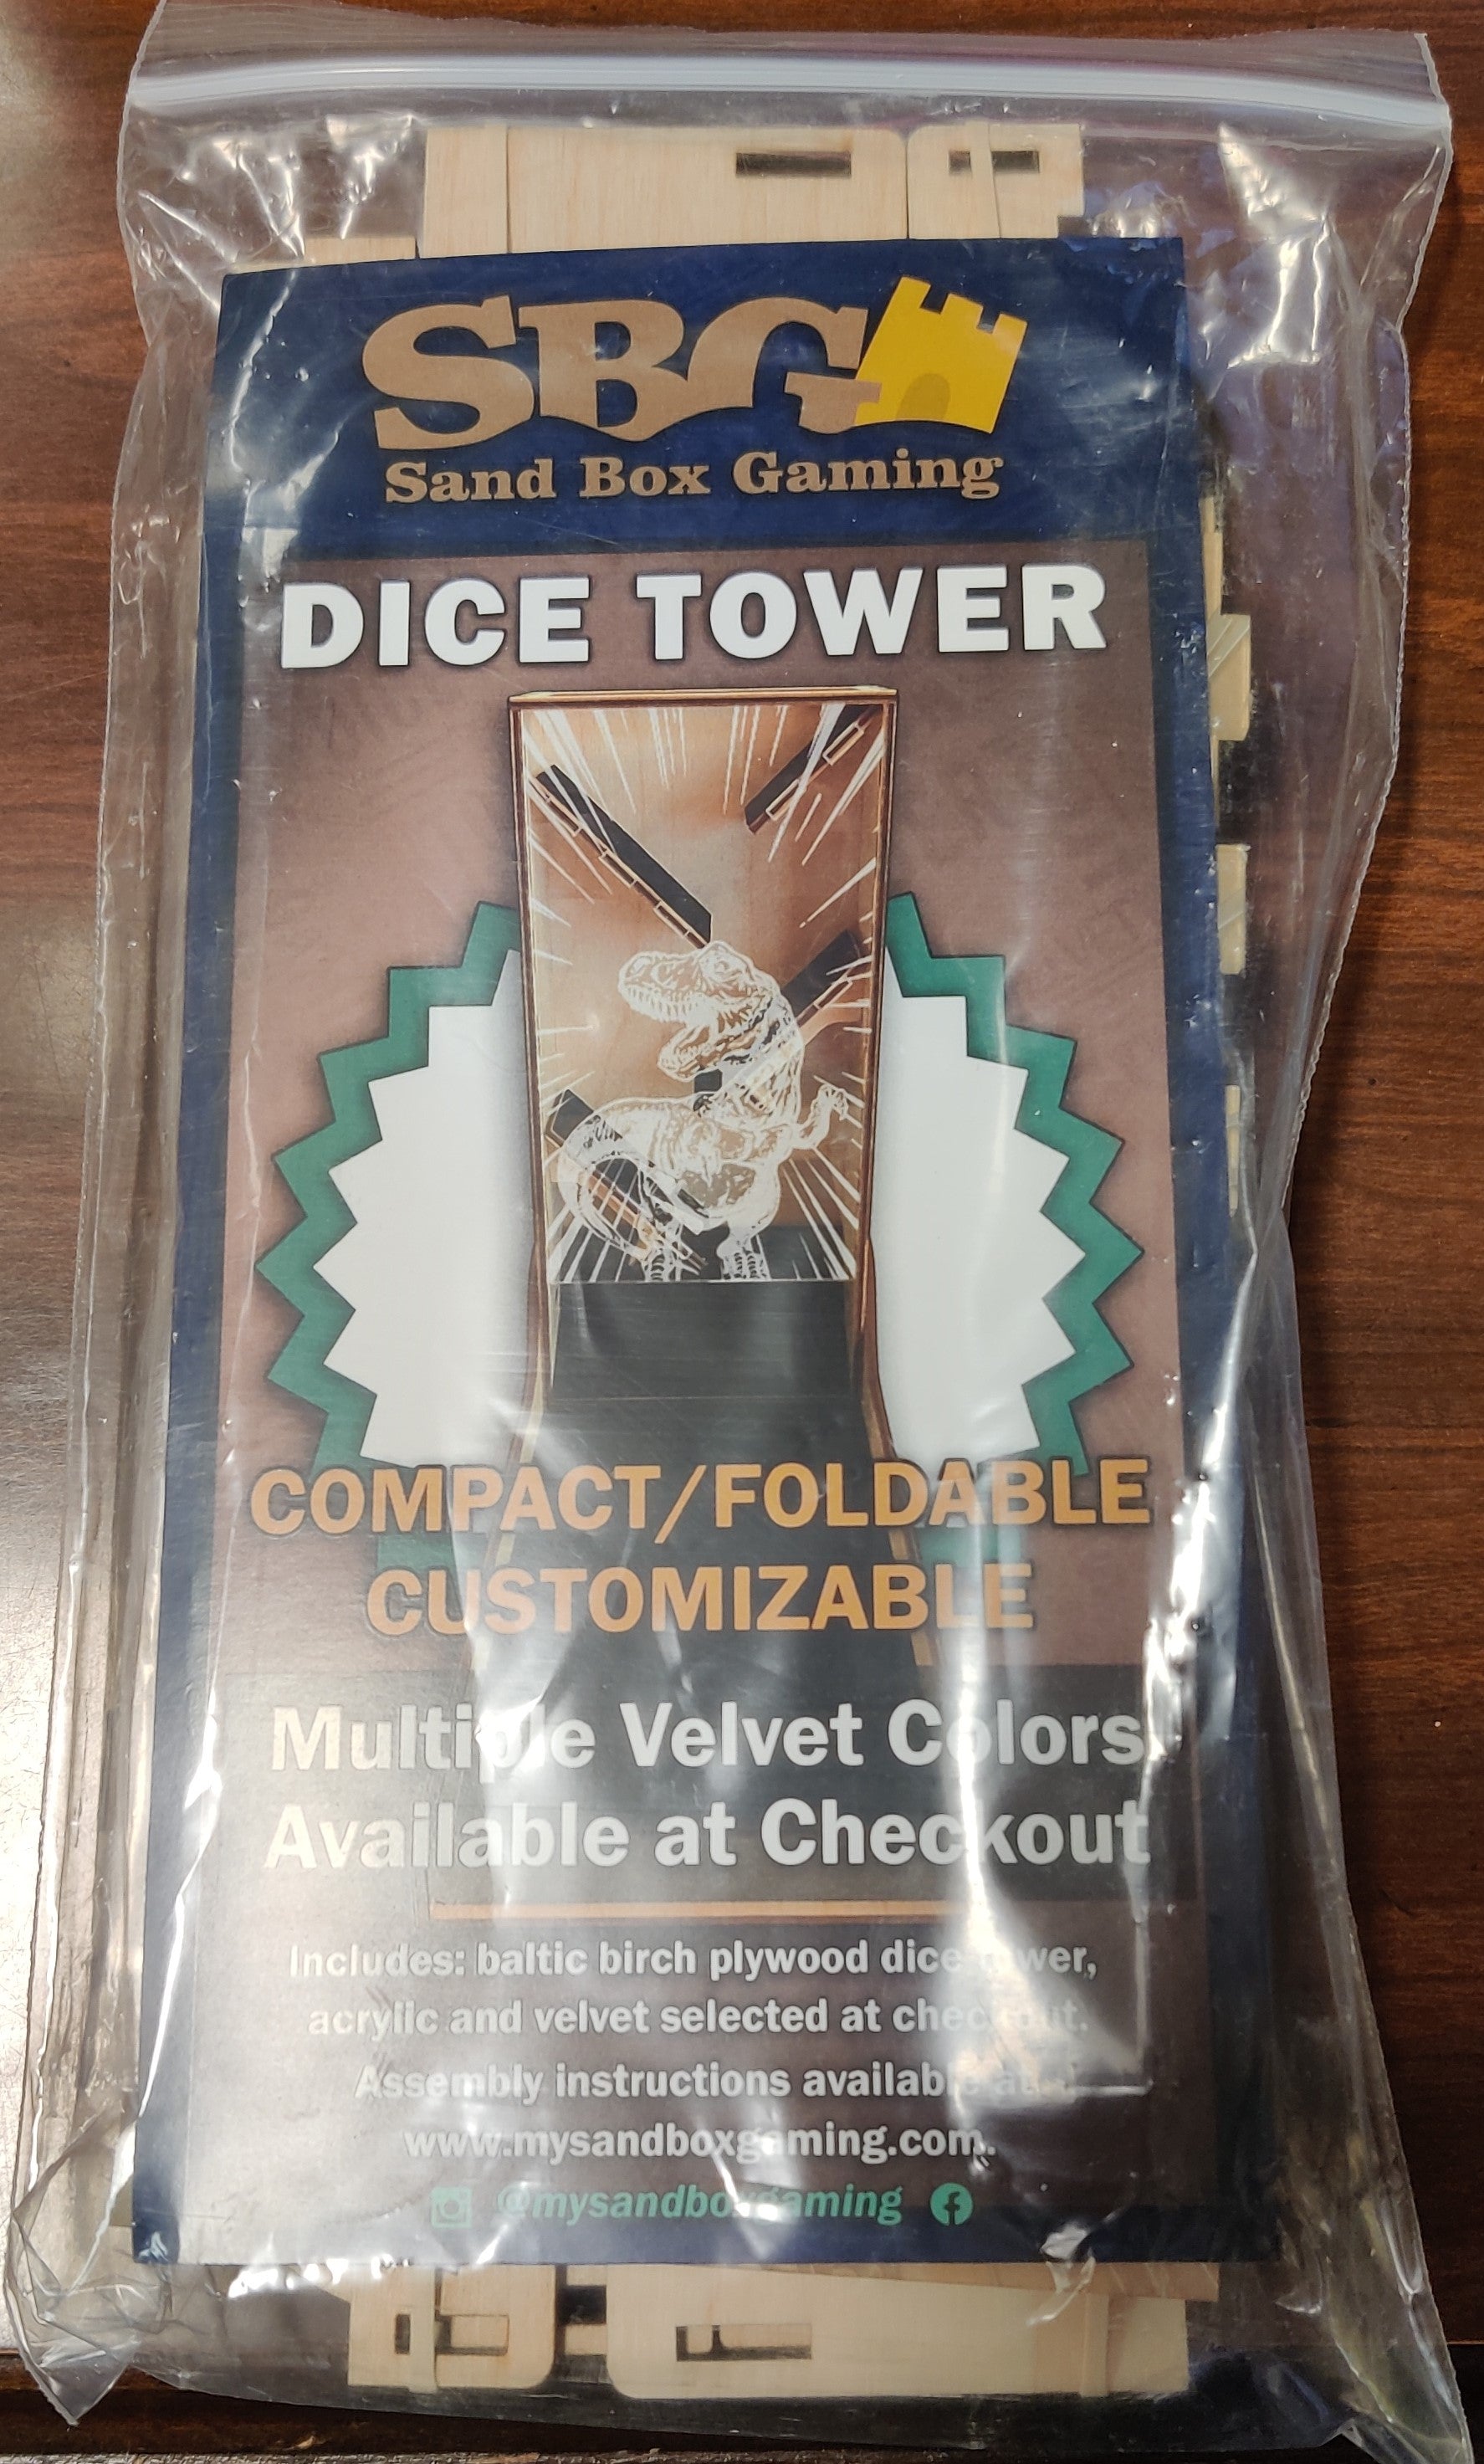 SBG
Sand Box Gaming
DICE TOWER
COMPACT/FOLDABLE
CUSTOMIZABLE
Multiple Velvet Colors
Available at Checkout
Includes: baltic birch plywood dice tower,
acrylic and velvet selected at checkout.
Assembly instructions available at
www.mysandboxgaming.com.
@mysandboxgaming